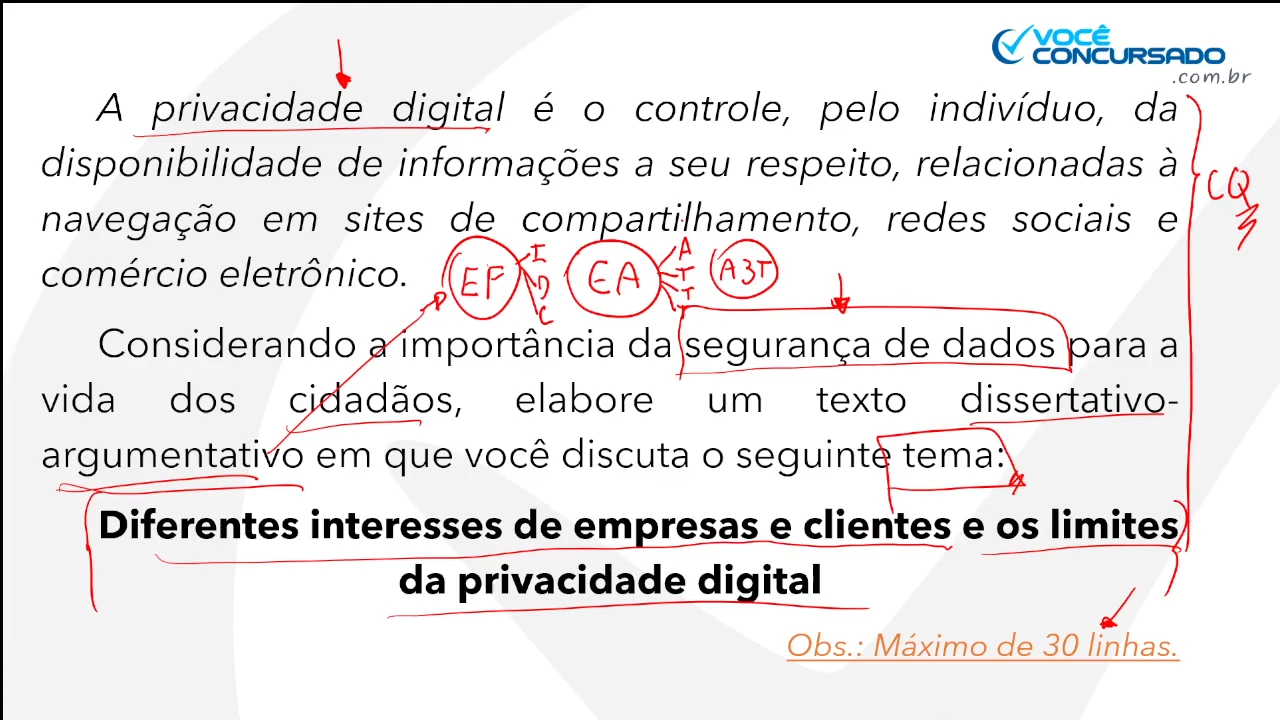 VOCÊ
CONCURSADO
.com.br
A privacidade digital é o controle, pelo indivíduo, da
disponibilidade de informações a seu respeito, relacionadas à
navegação em sites de compartilhamento, redes sociais e
comércio eletrônico.
CQ
EF I D C EA A T T T A3T
Considerando a importância da segurança de dados para a
vida dos cidadãos, elabore um texto dissertativo-
argumentativo em que você discuta o seguinte tema:
Diferentes interesses de empresas e clientes e os limites
da privacidade digital
Obs.: Máximo de 30 linhas.